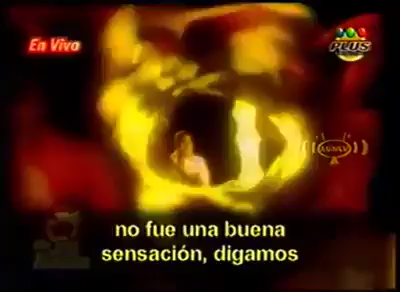 En Vivo
PLUS
no fue una buena
sensación, digamos